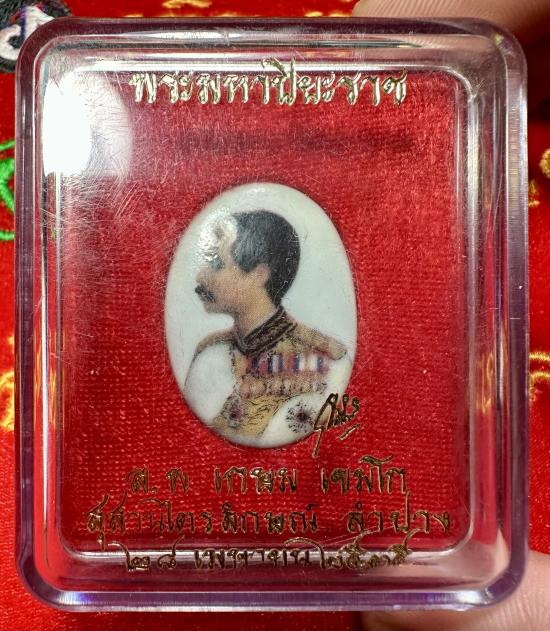 พระมหาปิยะราช
ล.พ เกษม เขมโก
สุสานไตรลักษณ์ ลำปาง
๒๘ เมษายน ๒๕๓๕